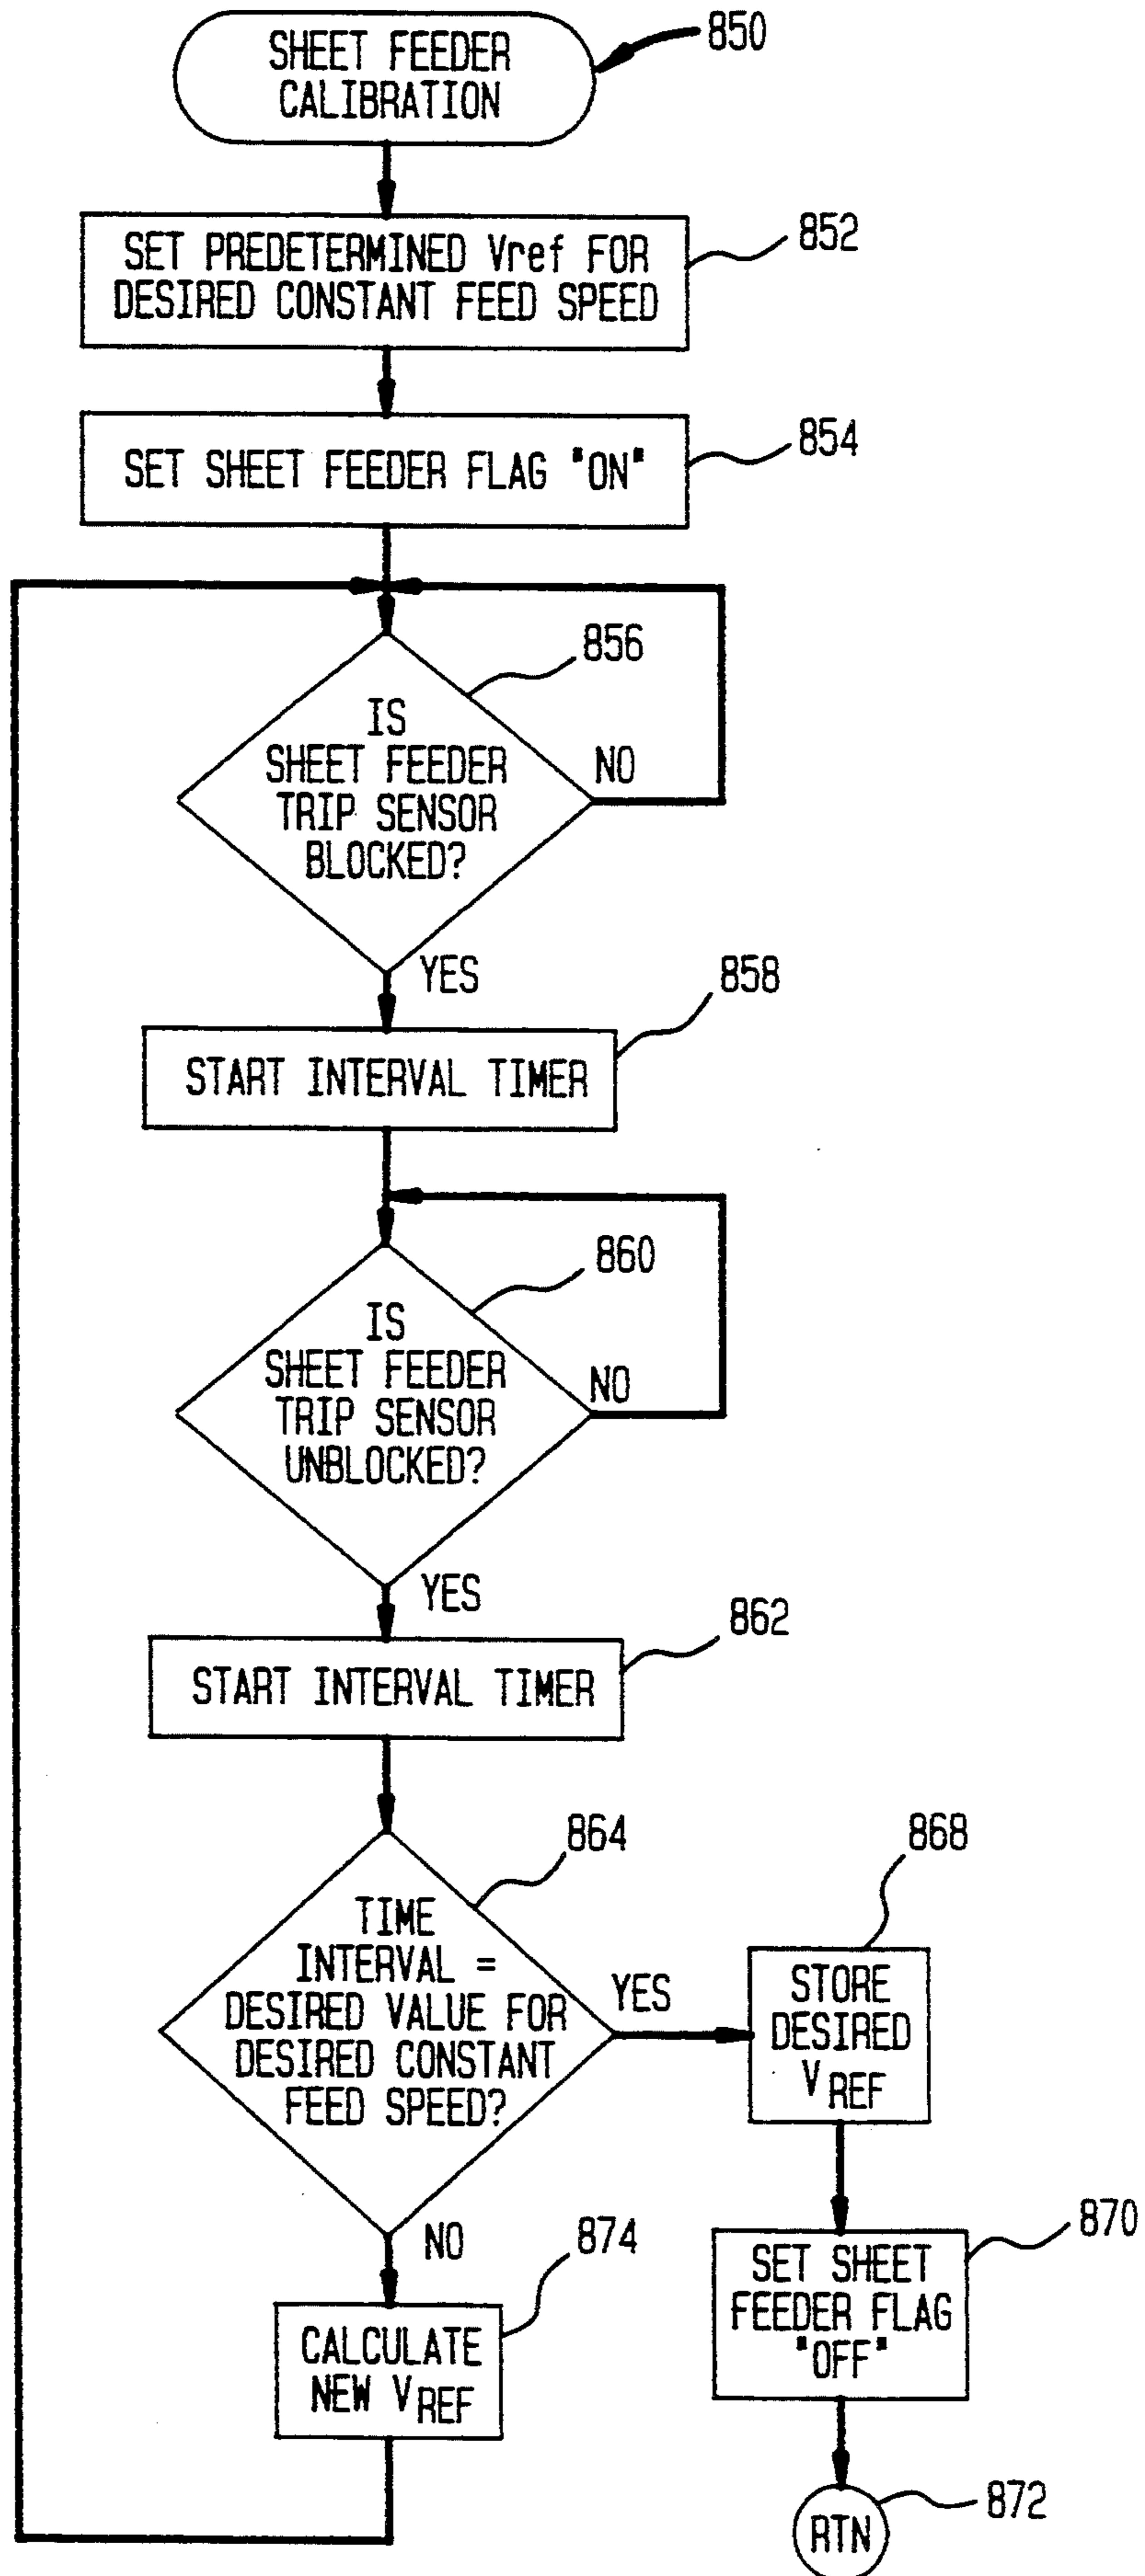 SHEET FEEDER
CALIBRATION
850
SET PREDETERMINED Vref FOR
DESIRED CONSTANT FEED SPEED
852
SET SHEET FEEDER FLAG "ON"
854
856
IS
SHEET FEEDER
TRIP SENSOR
BLOCKED?
NO
YES
858
START INTERVAL TIMER
860
IS
SHEET FEEDER
TRIP SENSOR
UNBLOCKED?
NO
YES
862
START INTERVAL TIMER
864
TIME
INTERVAL =
DESIRED VALUE FOR
DESIRED CONSTANT
FEED SPEED?
YES
868
STORE
DESIRED
VREF
NO
874
CALCULATE
NEW VREF
870
SET SHEET
FEEDER FLAG
"OFF"
872
RTN